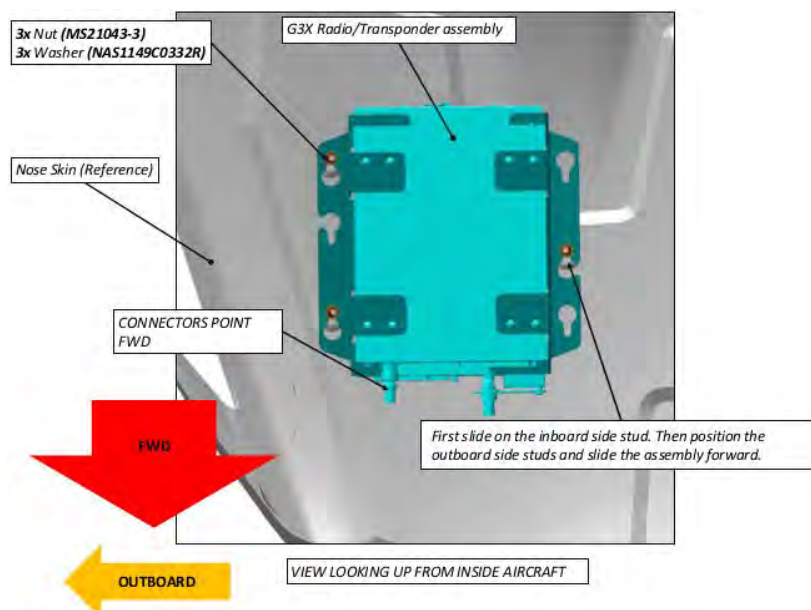 3x Nut (MS21043-3)
3x Washer (NAS1149C0332R)
G3X Radio/Transponder assembly
Nose Skin (Reference)
CONNECTORS POINT
FWD
First slide on the inboard side stud. Then position the
outboard side studs and slide the assembly forward.
FWD
OUTBOARD
VIEW LOOKING UP FROM INSIDE AIRCRAFT